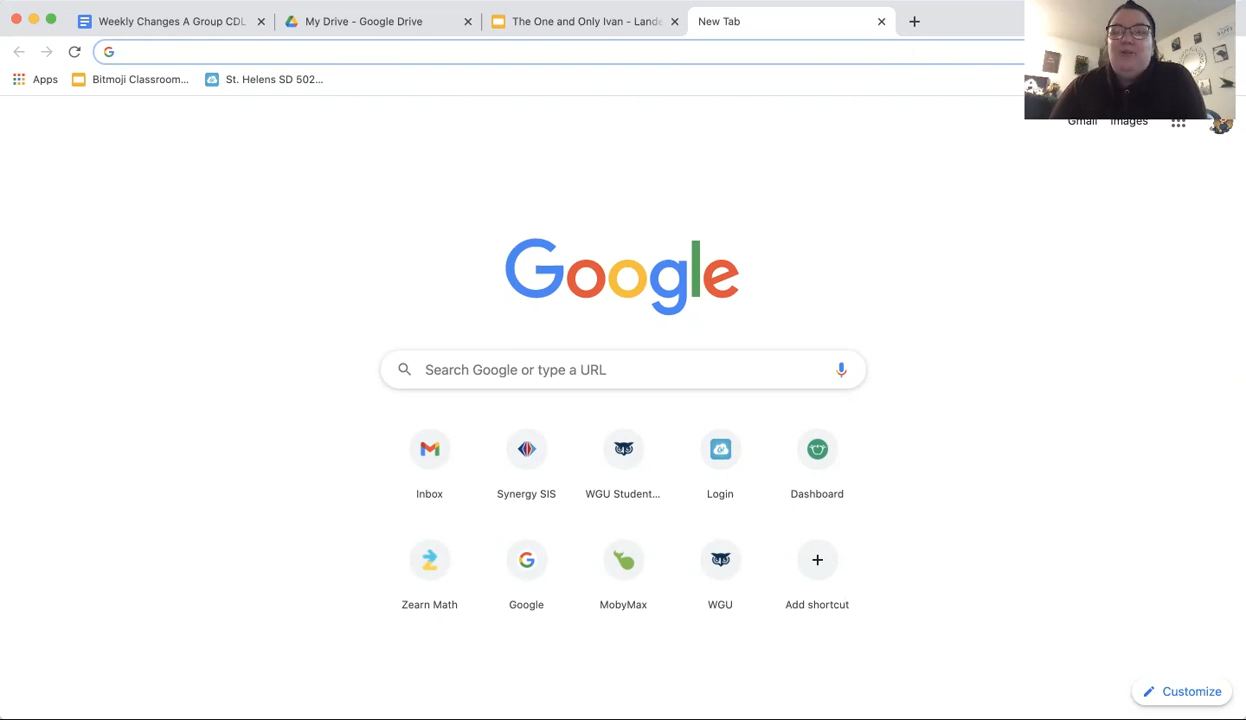 Weekly Changes A Group CDL
My Drive - Google Drive
The One and Only Ivan - Lande
New Tab
Apps
Bitmoji Classroom...
St. Helens SD 502...
Gmail
Images
Google
Search Google or type a URL
Inbox
Synergy SIS
WGU Student...
Login
Dashboard
Zearn Math
Google
MobyMax
WGU
Add shortcut
Customize